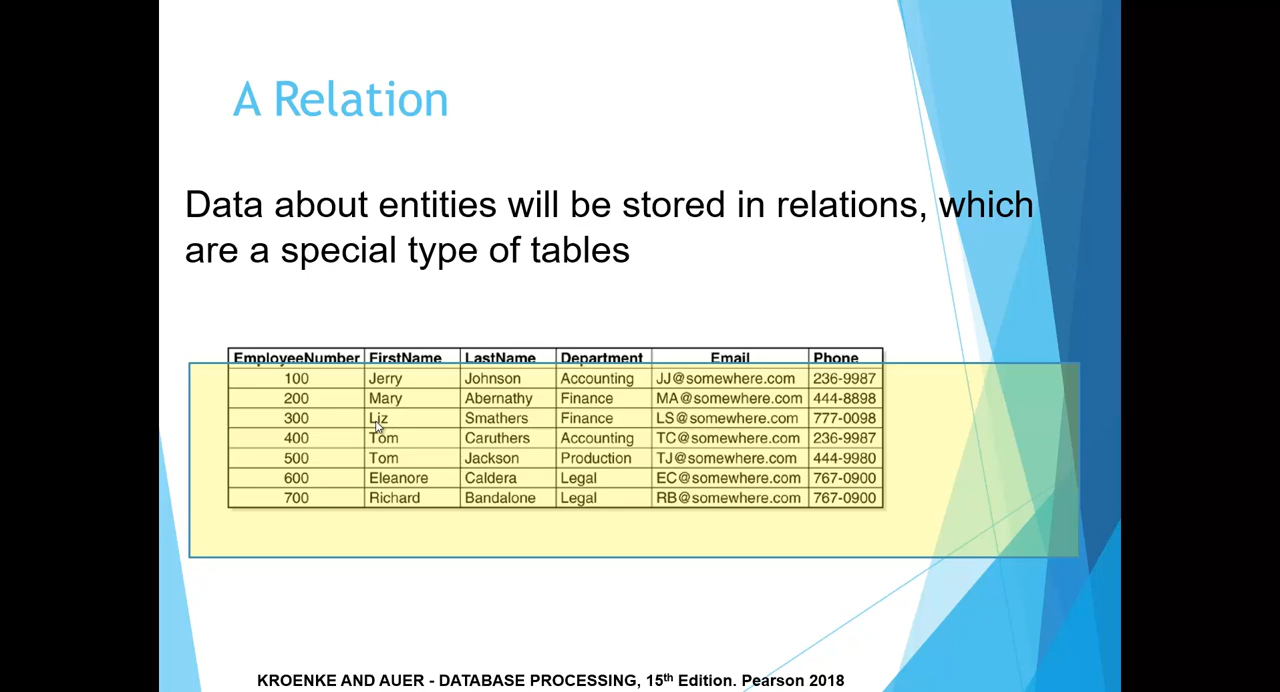 A Relation
Data about entities will be stored in relations, which
are a special type of tables
EmployeeNumber FirstName LastName Department Email Phone
100 Jerry Johnson Accounting JJ@somewhere.com 236-9987
200 Mary Abernathy Finance MA@somewhere.com 444-8898
300 Liz Smathers Finance LS@somewhere.com 777-0098
400 Tom Caruthers Accounting TC@somewhere.com 236-9987
500 Tom Jackson Production TJ@somewhere.com 444-9980
600 Eleanore Caldera Legal EC@somewhere.com 767-0900
700 Richard Bandalone Legal RB@somewhere.com 767-0900
KROENKE AND AUER - DATABASE PROCESSING, 15th Edition. Pearson 2018